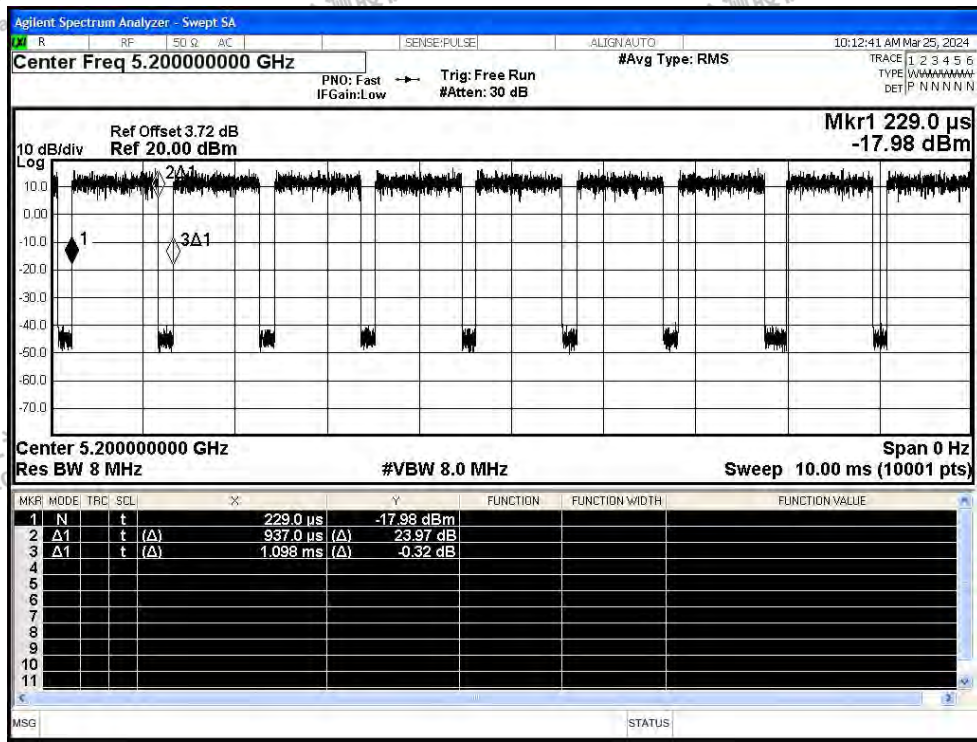 Agilent Spectrum Analyzer - Swept SA
LXI R RF 50 Ω AC SENSE:PULSE ALIGN AUTO 10:12:41 AM Mar 25, 2024
Center Freq 5.200000000 GHz
PNO: Fast
IFGain:Low
Trig: Free Run
#Atten: 30 dB
#Avg Type: RMS
TRACE 1 2 3 4 5 6
TYPE
DET P N N N N N
Mkr1 229.0 µs
-17.98 dBm
Ref Offset 3.72 dB
10 dB/div Ref 20.00 dBm
Log
2Δ1
10.0
0.00
1
3Δ1
-10.0
-20.0
-30.0
-40.0
-50.0
-60.0
-70.0
Center 5.200000000 GHz Span 0 Hz
Res BW 8 MHz #VBW 8.0 MHz Sweep 10.00 ms (10001 pts)
MKR MODE TRC SCL X Y FUNCTION FUNCTION WIDTH FUNCTION VALUE
1 N t 229.0 µs -17.98 dBm
2 Δ1 t (Δ) 937.0 µs (Δ) 23.97 dB
3 Δ1 t (Δ) 1.098 ms (Δ) -0.32 dB
4
5
6
7
8
9
10
11
MSG STATUS